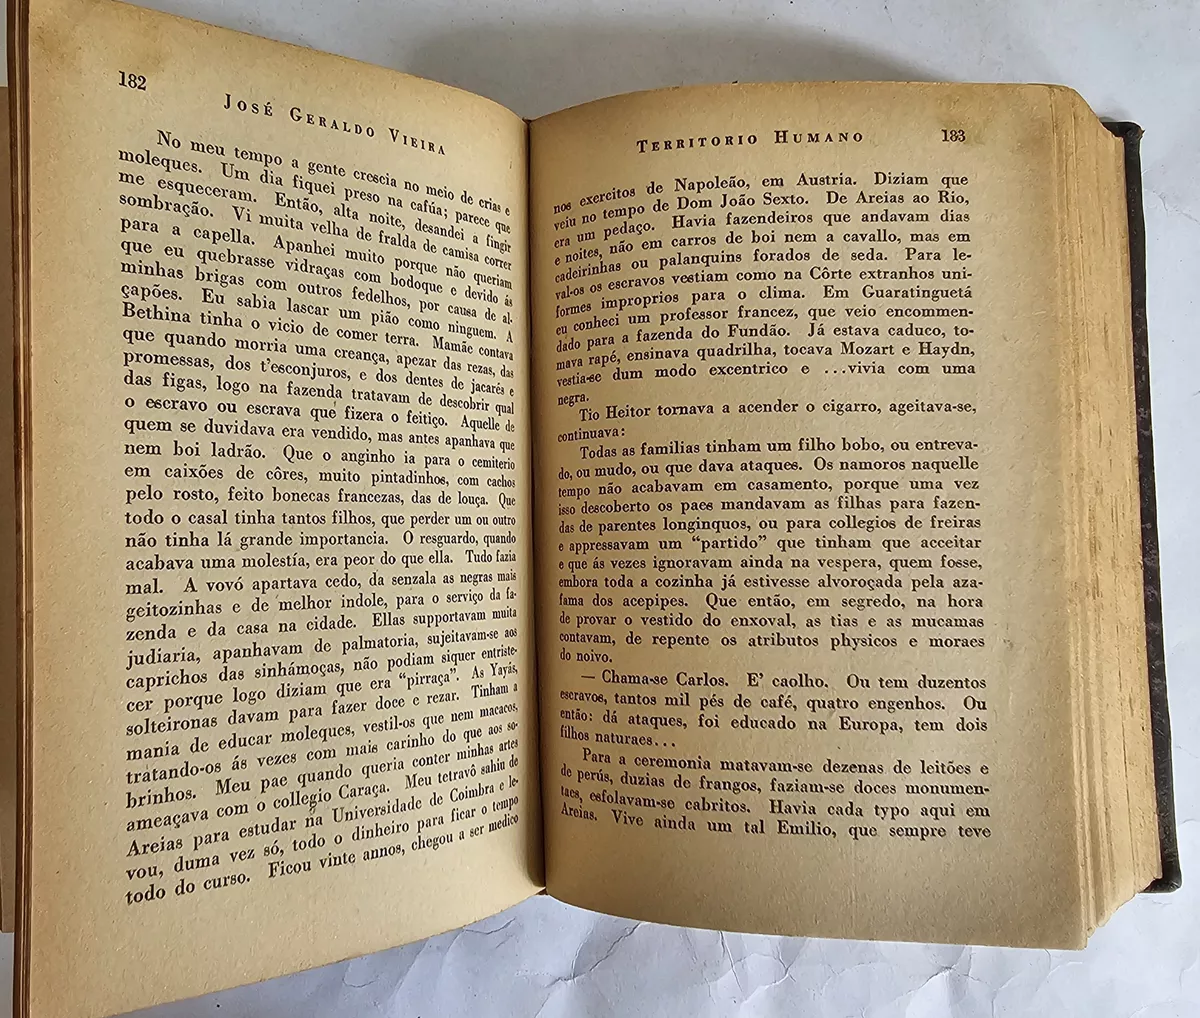 182
JOSÉ GERALDO VIEIRA
No meu tempo a gente crescia no meio de crias e
moleques. Um dia fiquei preso na cafúa; parece que
me esqueceram. Então, alta noite, desandei a fingir
sombração. Vi muita velha de fralda de camisa correr
para a capella. Apanhei muito porque não queriam
que eu quebrasse vidraças com bodoque e devido ás
minhas brigas com outros fedelhos, por causa de al-
çapões. Eu sabia lascar um pião como ninguem. A
Bethina tinha o vicio de comer terra. Mamãe contava
que quando morria uma creança, apezar das rezas, das
promessas, dos t'esconjuros, e dos dentes de jacarés e
das figas, logo na fazenda tratavam de descobrir qual
o escravo ou escrava que fizera o feitiço. Aquelle de
quem se duvidava era vendido, mas antes apanhava que
nem boi ladrão. Que o anginho ia para o cemiterio
em caixões de côres, muito pintadinhos, com cachos
pelo rosto, feito bonecas francezas, das de louça. Que
todo o casal tinha tantos filhos, que perder um ou outro
não tinha lá grande importancia. O resguardo, quando
acabava uma molestía, era peor do que ella. Tudo fazia
mal. A vovó apartava cedo, da senzala as negras mais
geitozinhas e de melhor indole, para o serviço da fa-
zenda e da casa na cidade. Ellas supportavam muita
judiaria, apanhavam de palmatoria, sujeitavam-se aos
caprichos das sinhámoças, não podiam siquer entriste-
cer porque logo diziam que era "pirraça". As Yayás,
solteironas davam para fazer doce e rezar. Tinham a
mania de educar moleques, vestil-os que nem macacos,
tratando-os ás vezes com mais carinho do que aos so-
brinhos. Meu pae quando queria conter minhas artes
ameaçava com o collegio Caraça. Meu tetravô sahiu de
Areias para estudar na Universidade de Coimbra e le-
vou, duma vez só, todo o dinheiro para ficar o tempo
todo do curso. Ficou vinte annos, chegou a ser medico
TERRITORIO HUMANO
183
nos exercitos de Napoleão, em Austria. Diziam que
veiu no tempo de Dom João Sexto. De Areias ao Rio,
era um pedaço. Havia fazendeiros que andavam dias
e noites, não em carros de boi nem a cavallo, mas em
cadeirinhas ou palanquins forados de seda. Para le-
val-os os escravos vestiam como na Côrte extranhos uni-
formes improprios para o clima. Em Guaratinguetá
eu conheci um professor francez, que veio encommen-
dado para a fazenda do Fundão. Já estava caduco, to-
mava rapé, ensinava quadrilha, tocava Mozart e Haydn,
vestia-se dum modo excentrico e ...vivia com uma
negra.
Tio Heitor tornava a acender o cigarro, ageitava-se,
continuava:
Todas as familias tinham um filho bobo, ou entreva-
do, ou mudo, ou que dava ataques. Os namoros naquelle
tempo não acabavam em casamento, porque uma vez
isso descoberto os paes mandavam as filhas para fazen-
das de parentes longinquos, ou para collegios de freiras
e appressavam um "partido" que tinham que acceitar
e que ás vezes ignoravam ainda na vespera, quem fosse,
embora toda a cozinha já estivesse alvoroçada pela aza-
fama dos acepipes. Que então, em segredo, na hora
de provar o vestido do enxoval, as tias e as mucamas
contavam, de repente os atributos physicos e moraes
do noivo.
— Chama-se Carlos. E' caolho. Ou tem duzentos
escravos, tantos mil pés de café, quatro engenhos. Ou
então: dá ataques, foi educado na Europa, tem dois
filhos naturaes...
Para a ceremonia matavam-se dezenas de leitões e
de perús, duzias de frangos, faziam-se doces monumen-
taes, esfolavam-se cabritos. Havia cada typo aqui em
Areias. Vive ainda um tal Emilio, que sempre teve